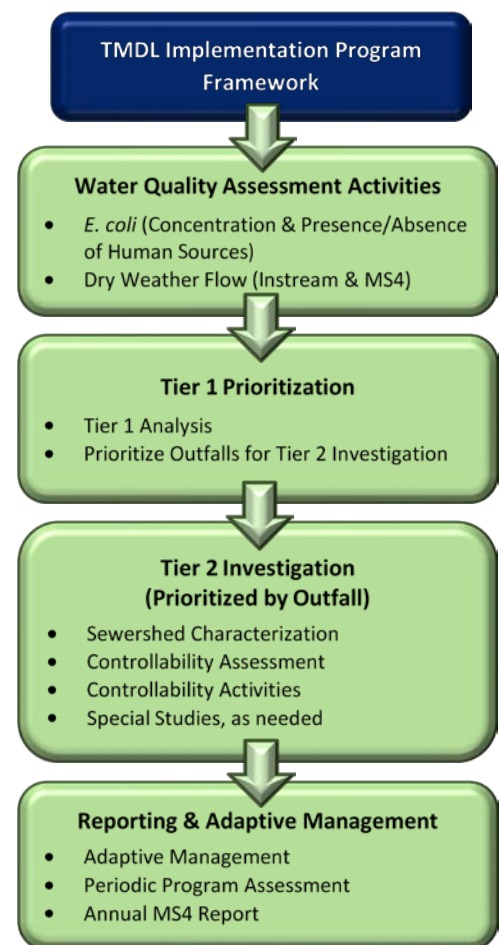 TMDL Implementation Program
Framework
Water Quality Assessment Activities
• E. coli (Concentration & Presence/Absence
of Human Sources)
• Dry Weather Flow (Instream & MS4)
Tier 1 Prioritization
• Tier 1 Analysis
• Prioritize Outfalls for Tier 2 Investigation
Tier 2 Investigation
(Prioritized by Outfall)
• Sewershed Characterization
• Controllability Assessment
• Controllability Activities
• Special Studies, as needed
Reporting & Adaptive Management
• Adaptive Management
• Periodic Program Assessment
• Annual MS4 Report